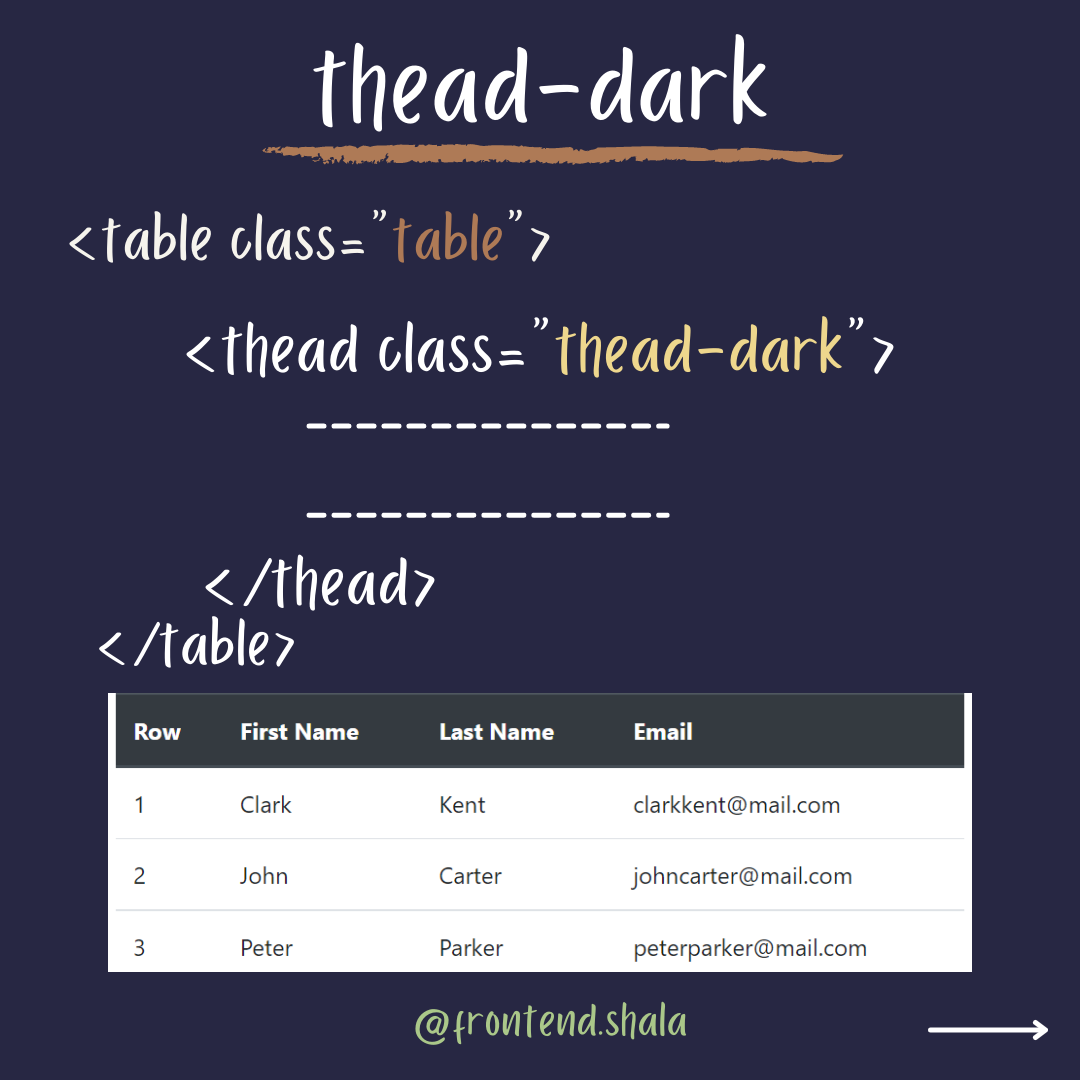 thead-dark
<table class="table">
<thead class="thead-dark">
---------------
---------------
</thead>
</table>
Row First Name Last Name Email
1 Clark Kent clarkkent@mail.com
2 John Carter johncarter@mail.com
3 Peter Parker peterparker@mail.com
@frontend.shala